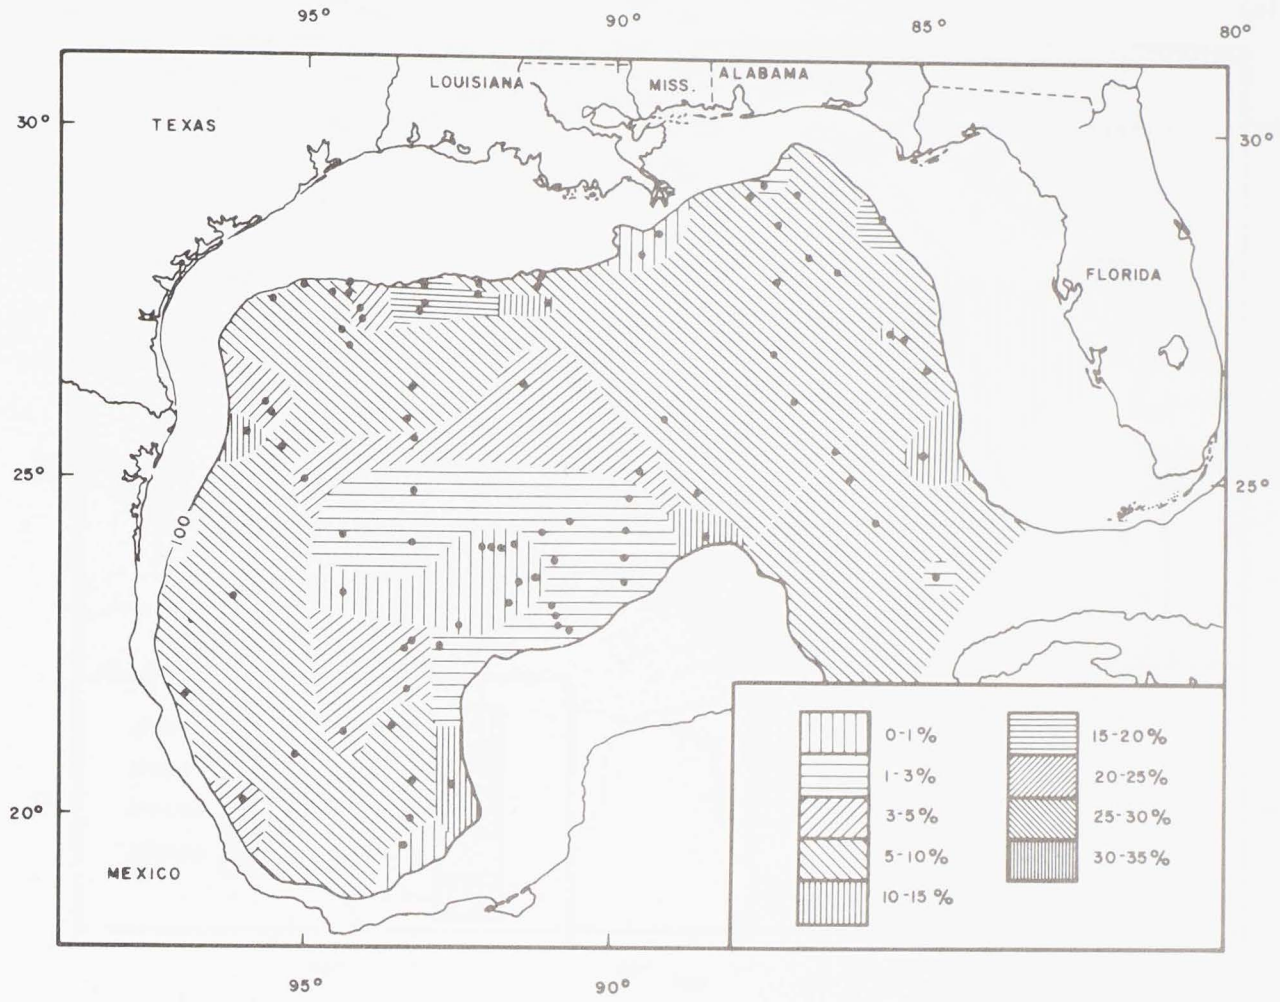 95° 90° 85° 80°
LOUISIANA MISS. ALABAMA
30° TEXAS 30°
FLORIDA
25° 25°
100
20°
MEXICO
0-1% 15-20%
1-3% 20-25%
3-5% 25-30%
5-10% 30-35%
10-15%
95° 90°